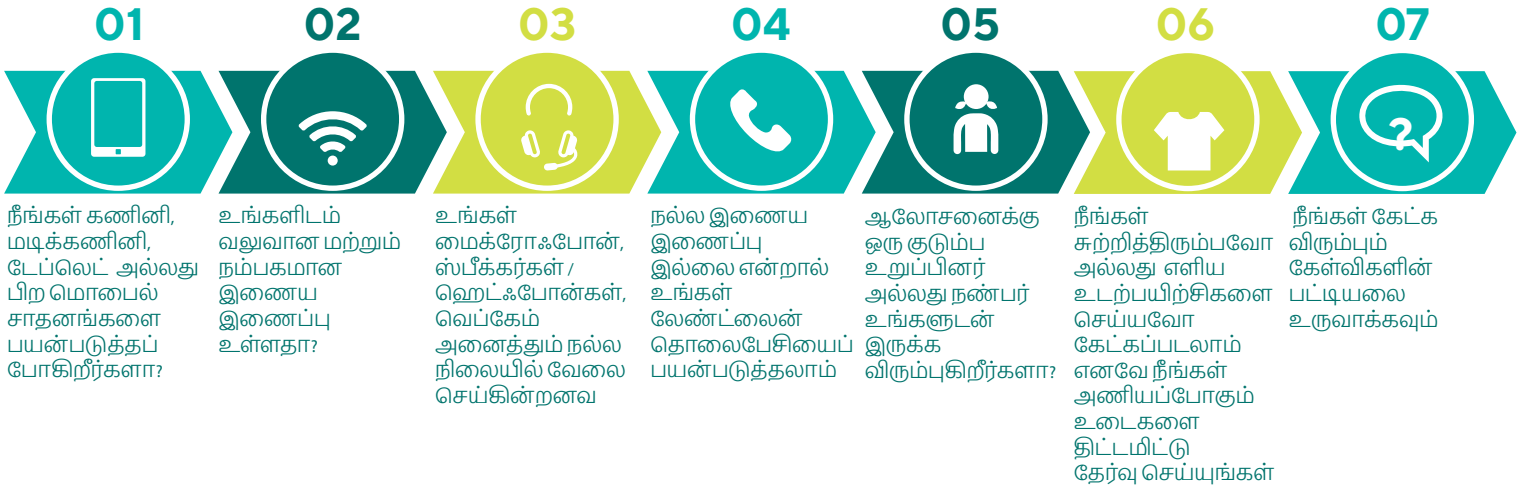 01
நீங்கள் கணினி,
மடிக்கணினி,
டேப்லெட் அல்லது
பிற மொபைல்
சாதனங்களை
பயன்படுத்தப்
போகிறீர்களா?
02
உங்களிடம்
வலுவான மற்றும்
நம்பகமான
இணைய
இணைப்பு
உள்ளதா?
03
உங்கள்
மைக்ரோஃபோன்,
ஸ்பீக்கர்கள் /
ஹெட்ஃபோன்கள்,
வெப்கேம்
அனைத்தும் நல்ல
நிலையில் வேலை
செய்கின்றனவ
04
நல்ல இணைய
இணைப்பு
இல்லை என்றால்
உங்கள்
லேண்ட்லைன்
தொலைபேசியைப்
பயன்படுத்தலாம்
05
ஆலோசனைக்கு
ஒரு குடும்ப
உறுப்பினர்
அல்லது நண்பர்
உங்களுடன்
இருக்க
விரும்புகிறீர்களா?
06
நீங்கள்
சுற்றித்திரும்பவோ
அல்லது எளிய
உடற்பயிற்சிகளை
செய்யவோ
கேட்கப்படலாம்
எனவே நீங்கள்
அணியப்போகும்
உடைகளை
திட்டமிட்டு
தேர்வு செய்யுங்கள்
07
?
நீங்கள் கேட்க
விரும்பும்
கேள்விகளின்
பட்டியலை
உருவாக்கவும்